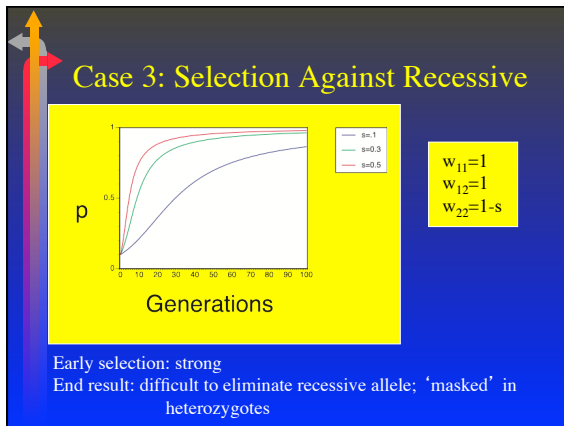 Case 3: Selection Against Recessive
1
0.5
0
p
0 10 20 30 40 50 60 70 80 90 100
Generations
s=.1
s=0.3
s=0.5
w₁₁=1
w₁₂=1
w₂₂=1-s
Early selection: strong
End result: difficult to eliminate recessive allele; ‘masked’ in
heterozygotes